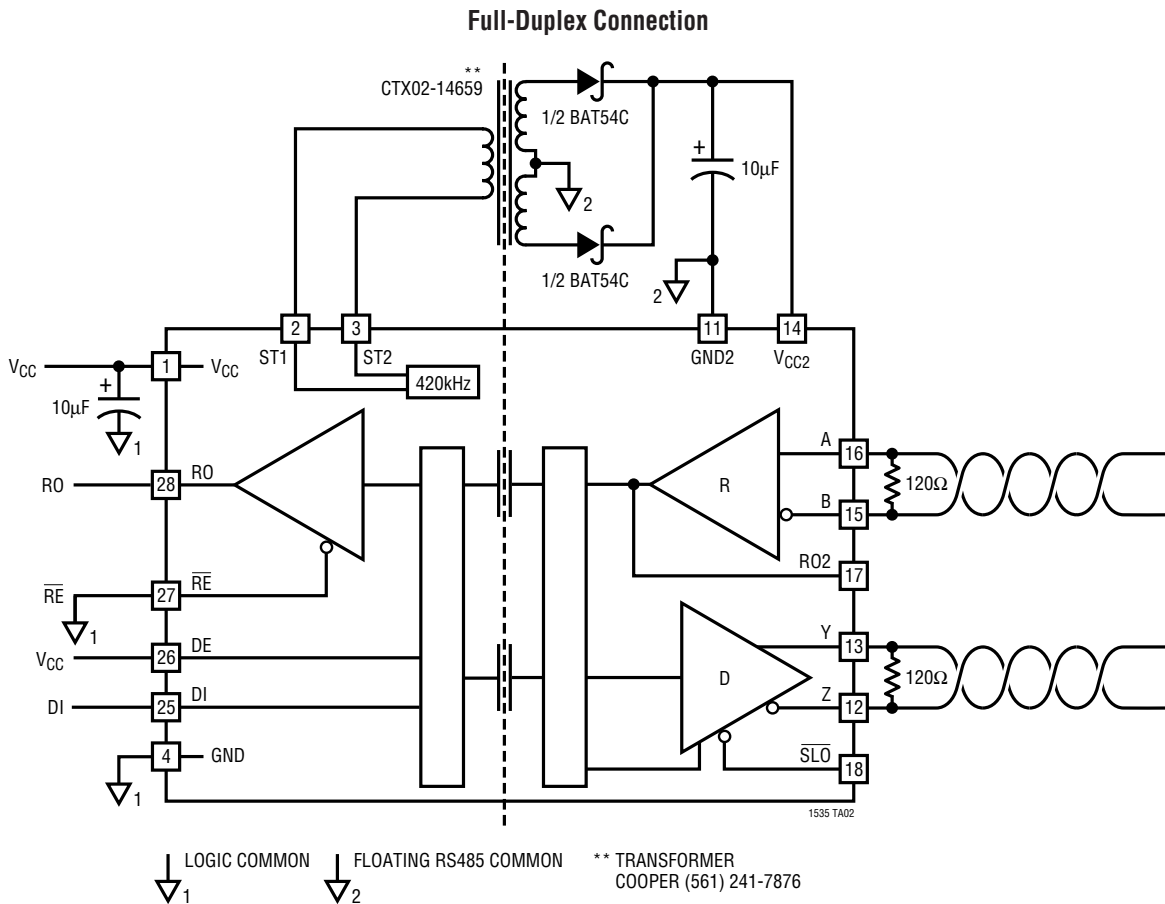 Full-Duplex Connection
**
CTX02-14659
1/2 BAT54C
+
10µF
2
1/2 BAT54C
2
2
3
11
14
ST1
ST2
GND2
VCC2
VCC
1
VCC
420kHz
+
10µF
1
A
16
RO
28
RO
R
120Ω
B
15
RO2
17
RE
27
RE
1
Y
13
VCC
26
DE
D
120Ω
DI
25
DI
Z
12
4
GND
SLO
18
1
1535 TA02
1
LOGIC COMMON
2
FLOATING RS485 COMMON
** TRANSFORMER
COOPER (561) 241-7876